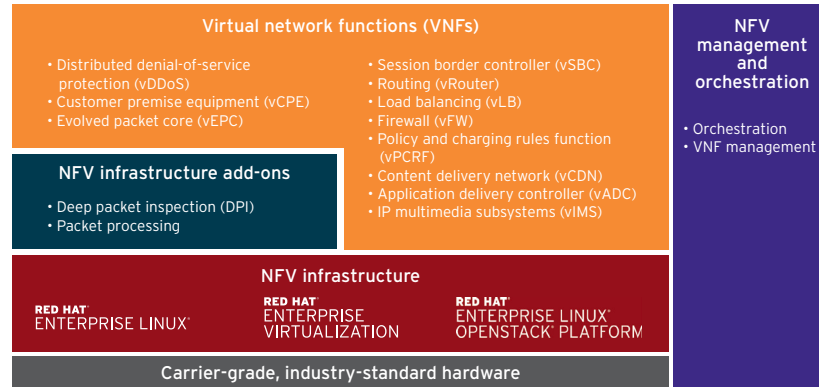 Virtual network functions (VNFs)
• Distributed denial-of-service
protection (vDDoS)
• Customer premise equipment (vCPE)
• Evolved packet core (vEPC)
• Session border controller (vSBC)
• Routing (vRouter)
• Load balancing (vLB)
• Firewall (vFW)
• Policy and charging rules function
(vPCRF)
• Content delivery network (vCDN)
• Application delivery controller (vADC)
• IP multimedia subsystems (vIMS)
NFV
management
and
orchestration
• Orchestration
• VNF management
NFV infrastructure add-ons
• Deep packet inspection (DPI)
• Packet processing
NFV infrastructure
RED HAT®
ENTERPRISE LINUX®
RED HAT®
ENTERPRISE
VIRTUALIZATION
RED HAT®
ENTERPRISE LINUX®
OPENSTACK® PLATFORM
Carrier-grade, industry-standard hardware